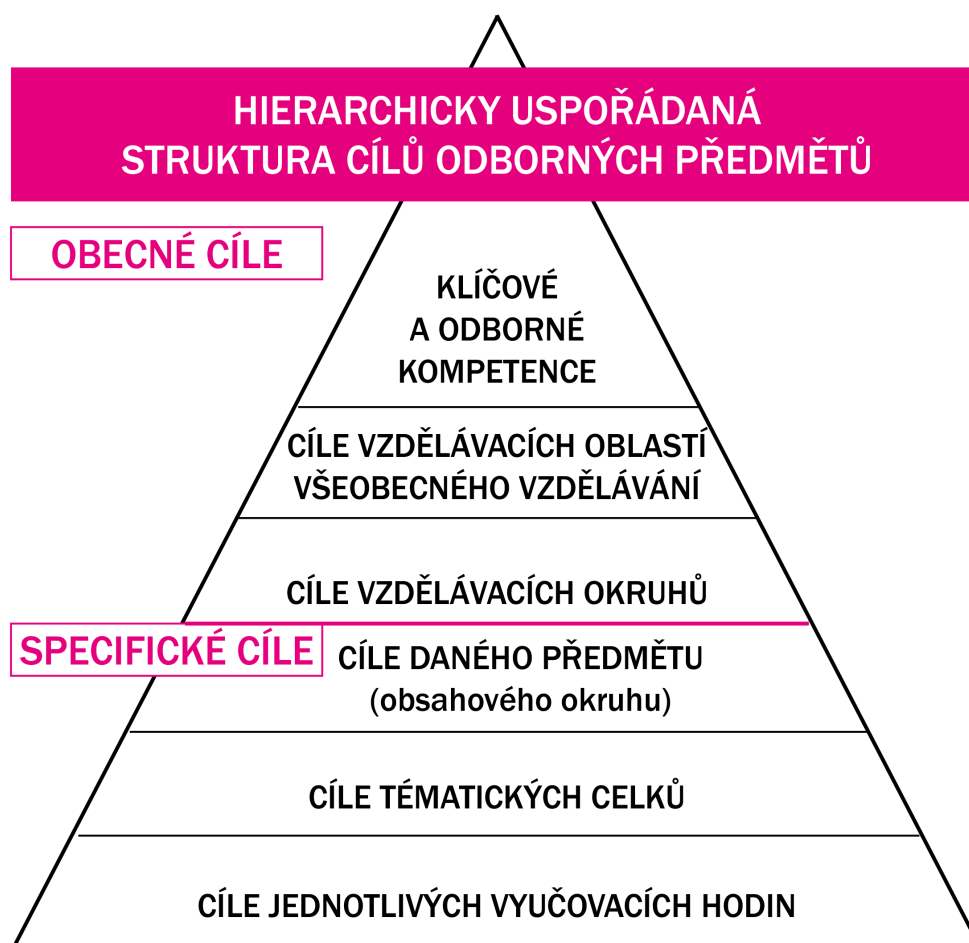 HIERARCHICKY USPOŘÁDANÁ
STRUKTURA CÍLŮ ODBORNÝCH PŘEDMĚTŮ
OBECNÉ CÍLE
KLÍČOVÉ
A ODBORNÉ
KOMPETENCE
CÍLE VZDĚLÁVACÍCH OBLASTÍ
VŠEOBECNÉHO VZDĚLÁVÁNÍ
CÍLE VZDĚLÁVACÍCH OKRUHŮ
SPECIFICKÉ CÍLE
CÍLE DANÉHO PŘEDMĚTU
(obsahového okruhu)
CÍLE TÉMATICKÝCH CELKŮ
CÍLE JEDNOTLIVÝCH VYUČOVACÍCH HODIN